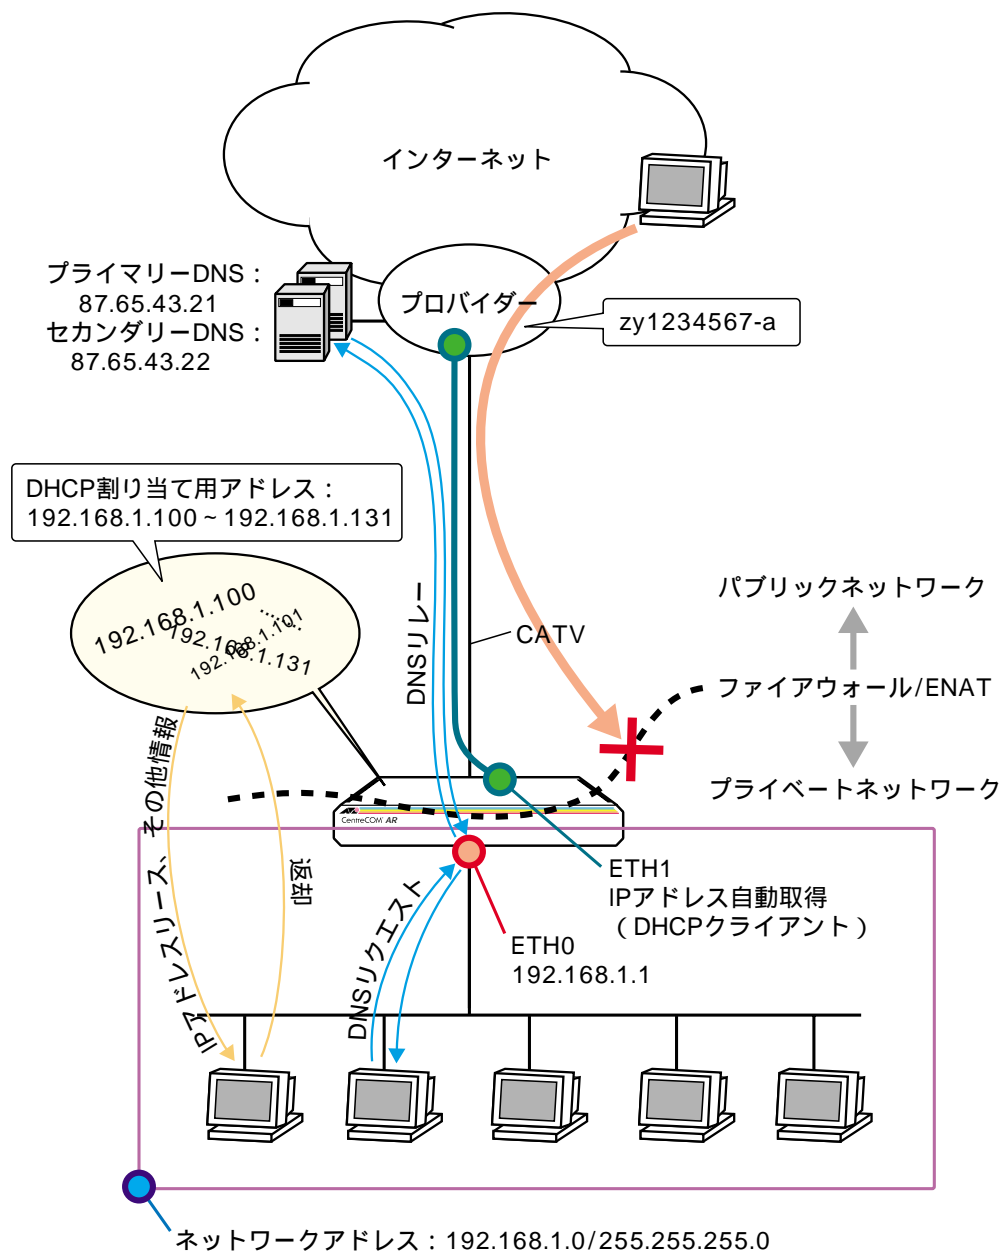 インターネット
プライマリーDNS：
87.65.43.21
セカンダリーDNS：
87.65.43.22
プロバイダー
zy1234567-a
DHCP割り当て用アドレス：
192.168.1.100 ~ 192.168.1.131
192.168.1.100
192.168.1.101
........
192.168.1.131
DNSリレー
CATV
パブリックネットワーク
ファイアウォール/ENAT
プライベートネットワーク
IPアドレスリース、その他情報
返却
CentreCOM AR
ETH1
IPアドレス自動取得
（DHCPクライアント）
ETH0
192.168.1.1
DNSリクエスト
ネットワークアドレス：192.168.1.0/255.255.255.0